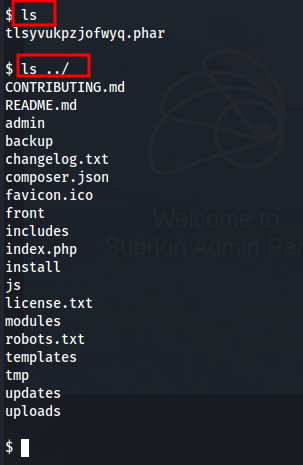 $ ls
tlsyvukpzjofwyq.phar
$ ls ../
CONTRIBUTING.md
README.md
admin
backup
changelog.txt
composer.json
favicon.ico
front
includes
index.php
install
js
license.txt
modules
robots.txt
templates
tmp
updates
uploads
$
Welcome to
Subrion Admin Pan